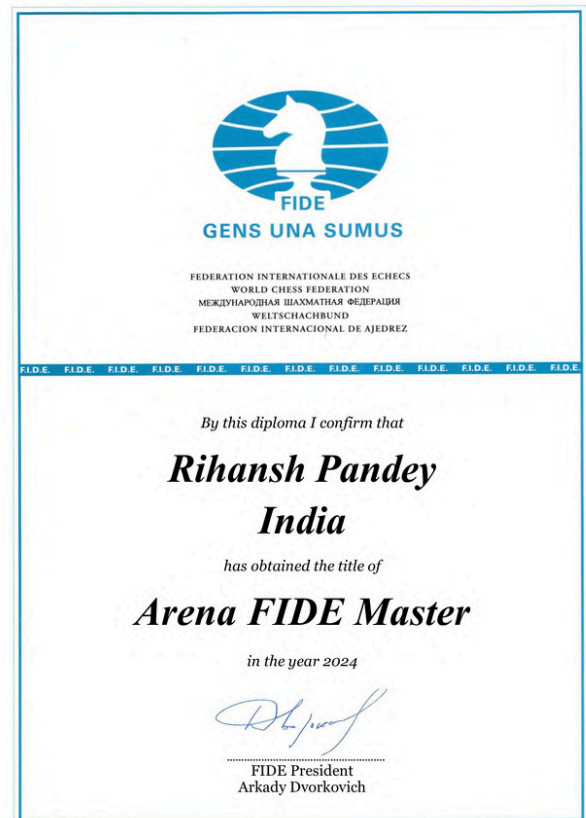 FIDE
GENS UNA SUMUS
FEDERATION INTERNATIONALE DES ECHECS
WORLD CHESS FEDERATION
МЕЖДУНАРОДНАЯ ШАХМАТНАЯ ФЕДЕРАЦИЯ
WELTSCHACHBUND
FEDERACION INTERNACIONAL DE AJEDREZ
F.I.D.E. F.I.D.E. F.I.D.E. F.I.D.E. F.I.D.E. F.I.D.E. F.I.D.E. F.I.D.E. F.I.D.E. F.I.D.E. F.I.D.E. F.I.D.E. F.I.D.E.
By this diploma I confirm that
Rihansh Pandey
India
has obtained the title of
Arena FIDE Master
in the year 2024
FIDE President
Arkady Dvorkovich